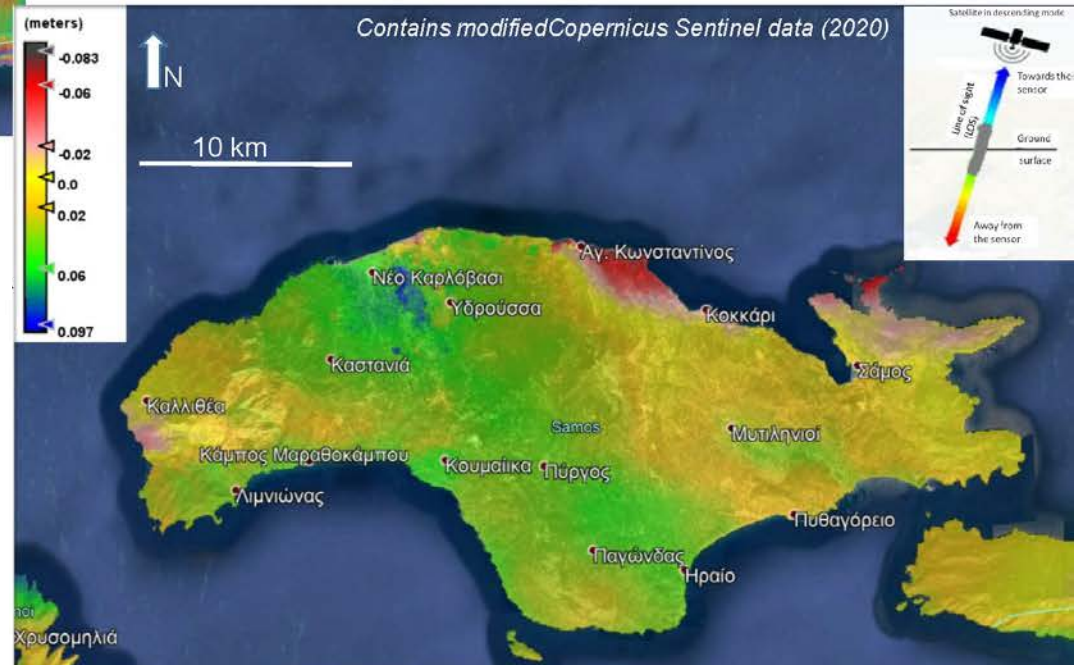 (meters)
-0.083
-0.06
-0.02
0.0
0.02
0.06
0.097
N
10 km
Contains modifiedCopernicus Sentinel data (2020)
Satellite in descending mode
Towards the
sensor
Line of sight
(LOS)
Ground
surface
Away from
the sensor
Αγ. Κωνσταντίνος
Νέο Καρλόβασι
Υδρούσσα
Κοκκάρι
Καστανιά
Σάμος
Καλλιθέα
Samos
Μυτιληνιοί
Κάμπος Μαραθοκάμπου
Κουμαίικα
Πύργος
Λιμνιώνας
Πυθαγόρειο
Παγώνδας
Ηραίο
noi
Χρυσομηλιά